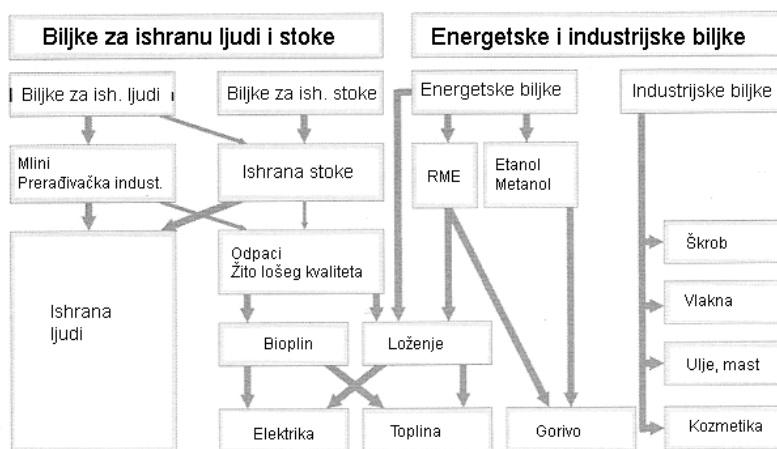 Biljke za ishranu ljudi i stoke
Energetske i industrijske biljke
Biljke za ish. ljudi
Biljke za ish. stoke
Energetske biljke
Industrijske biljke
Mlini
Prerađivačka indust.
Ishrana stoke
RME
Etanol
Metanol
Odpaci
Žito lošeg kvaliteta
Škrob
Ishrana
ljudi
Vlakna
Bioplin
Loženje
Ulje, mast
Elektrika
Toplina
Gorivo
Kozmetika